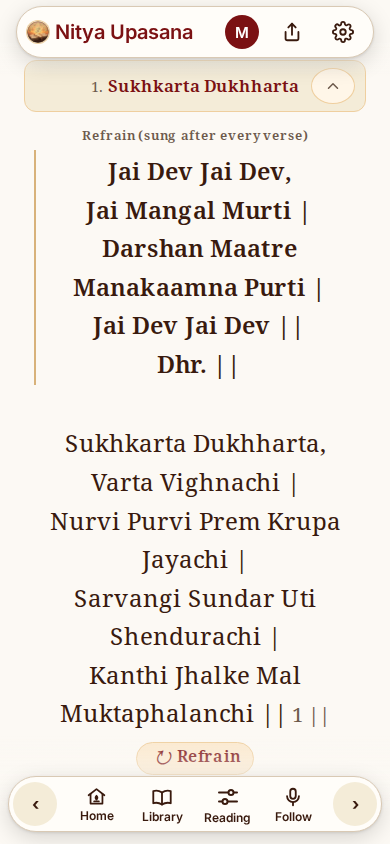 Nitya Upasana
M
1. Sukhkarta Dukhharta
Refrain (sung after every verse)
Jai Dev Jai Dev,
Jai Mangal Murti |
Darshan Maatre
Manakaamna Purti |
Jai Dev Jai Dev ||
Dhr. ||
Sukhkarta Dukhharta,
Varta Vighnachi |
Nurvi Purvi Prem Krupa
Jayachi |
Sarvangi Sundar Uti
Shendurachi |
Kanthi Jhalke Mal
Muktaphalanchi || 1 ||
Refrain
‹ Home Library Reading Follow ›